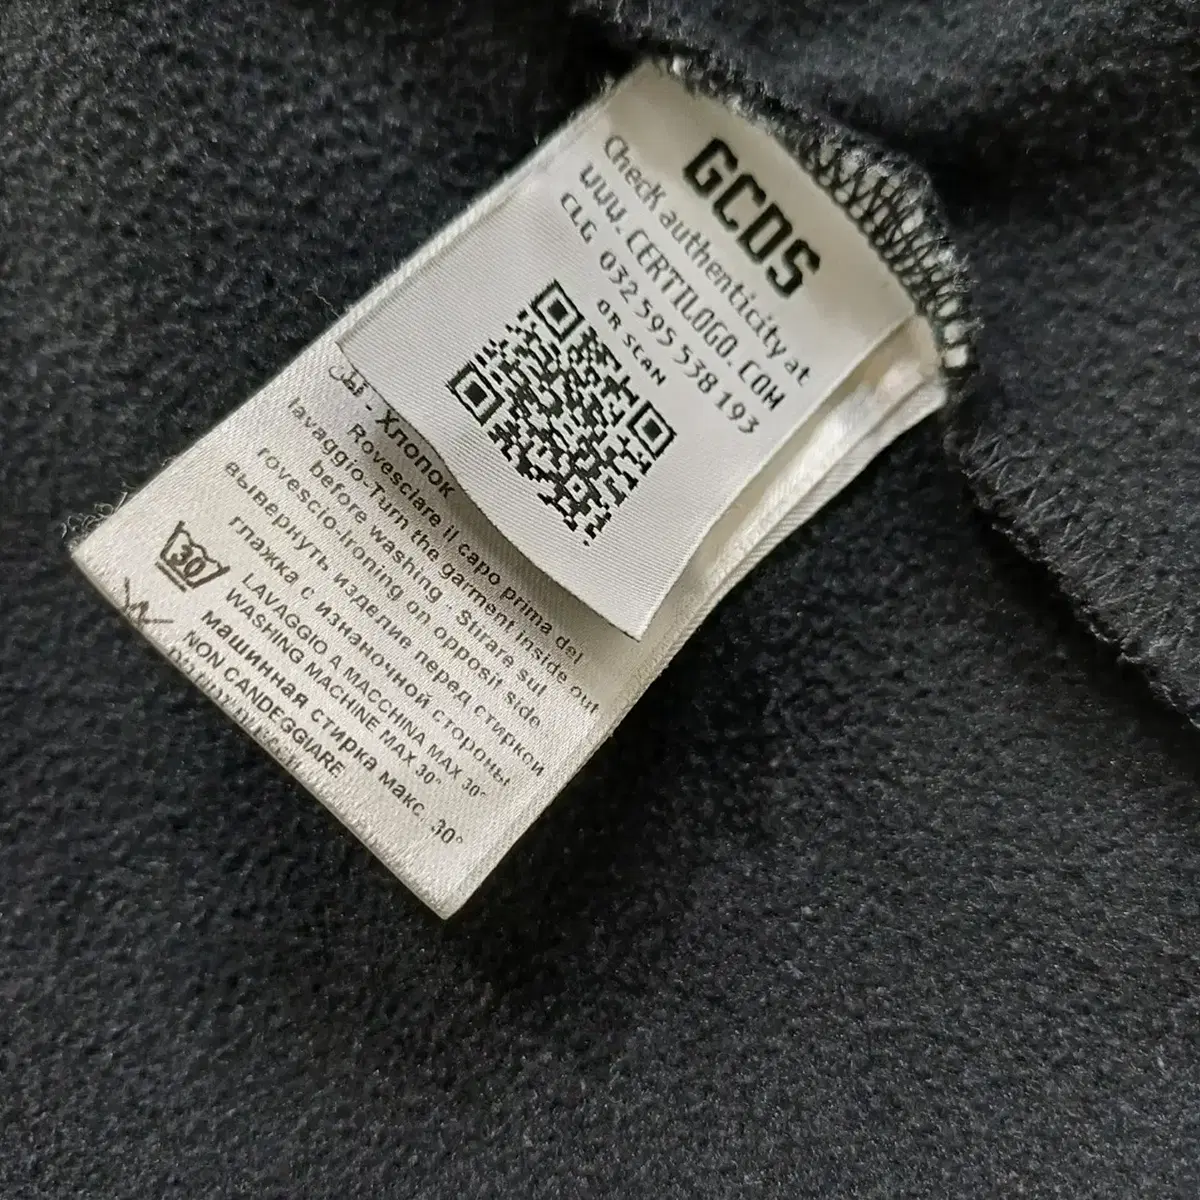 GCDS
Check authenticity at
WWW.CERTILOGO.COM
CLG 032 595 538 193
OR SCAN
قطن - Хлопок
Rovesciare il capo prima del
lavaggio-Turn the garment inside out
before washing - Stirare sul
rovescio-Ironing on opposit side
вывернуть изделие перед стиркой
глажка с изнаночной стороны
30
LAVAGGIO A MACCHINA MAX 30°
WASHING MACHINE MAX 30°
машинная стирка макс. 30°
NON CANDEGGIARE